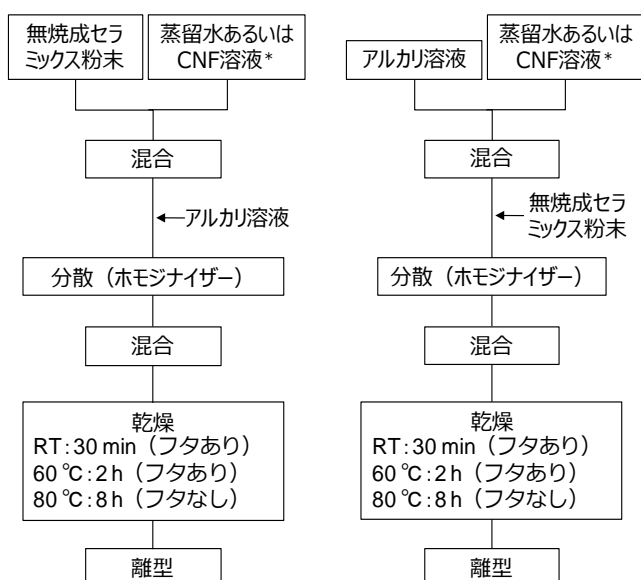 無焼成セラ
ミックス粉末
蒸留水あるいは
CNF溶液*
混合
←アルカリ溶液
分散（ホモジナイザー）
混合
乾燥
RT:30 min（フタあり）
60 ℃:2 h（フタあり）
80 ℃:8 h（フタなし）
離型
アルカリ溶液
蒸留水あるいは
CNF溶液*
混合
無焼成セラ
ミックス粉末
分散（ホモジナイザー）
混合
乾燥
RT:30 min（フタあり）
60 ℃:2 h（フタあり）
80 ℃:8 h（フタなし）
離型